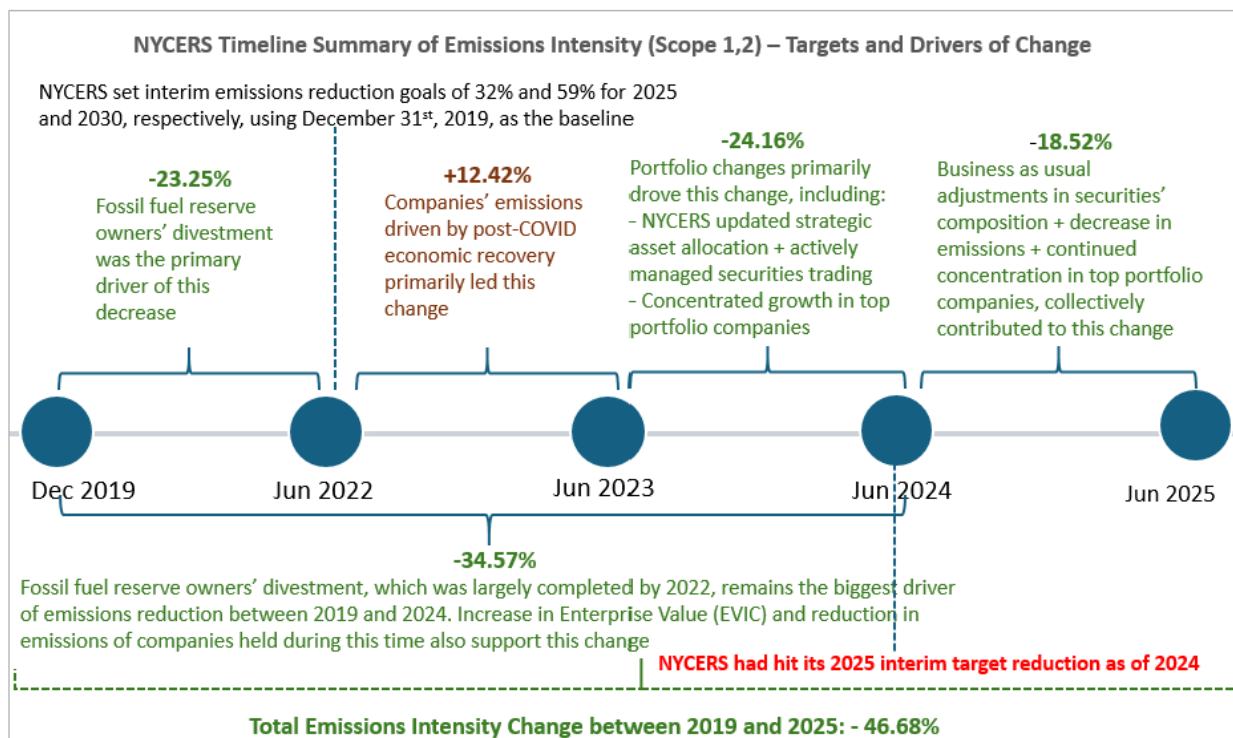 NYCERS Timeline Summary of Emissions Intensity (Scope 1,2) – Targets and Drivers of Change
NYCERS set interim emissions reduction goals of 32% and 59% for 2025
and 2030, respectively, using December 31st, 2019, as the baseline
-23.25%
Fossil fuel reserve
owners’ divestment
was the primary
driver of this
decrease
+12.42%
Companies’ emissions
driven by post-COVID
economic recovery
primarily led this
change
-24.16%
Portfolio changes primarily
drove this change, including:
- NYCERS updated strategic
asset allocation + actively
managed securities trading
- Concentrated growth in top
portfolio companies
-18.52%
Business as usual
adjustments in securities’
composition + decrease in
emissions + continued
concentration in top portfolio
companies, collectively
contributed to this change
Dec 2019
Jun 2022
Jun 2023
Jun 2024
Jun 2025
-34.57%
Fossil fuel reserve owners’ divestment, which was largely completed by 2022, remains the biggest driver
of emissions reduction between 2019 and 2024. Increase in Enterprise Value (EVIC) and reduction in
emissions of companies held during this time also support this change
NYCERS had hit its 2025 interim target reduction as of 2024
Total Emissions Intensity Change between 2019 and 2025: - 46.68%